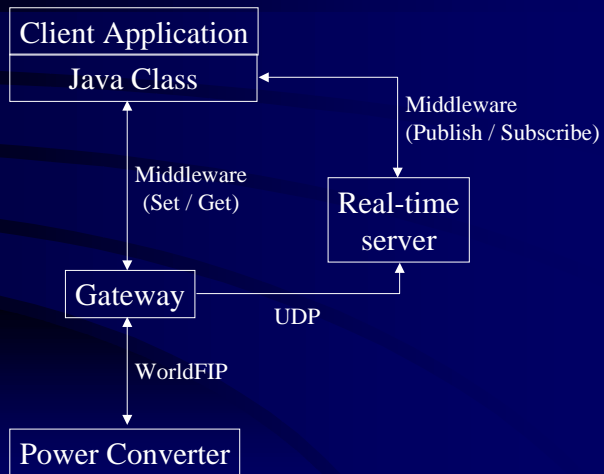 Client Application
Java Class
Middleware
(Publish / Subscribe)
Middleware
(Set / Get)
Real-time
server
Gateway
UDP
WorldFIP
Power Converter